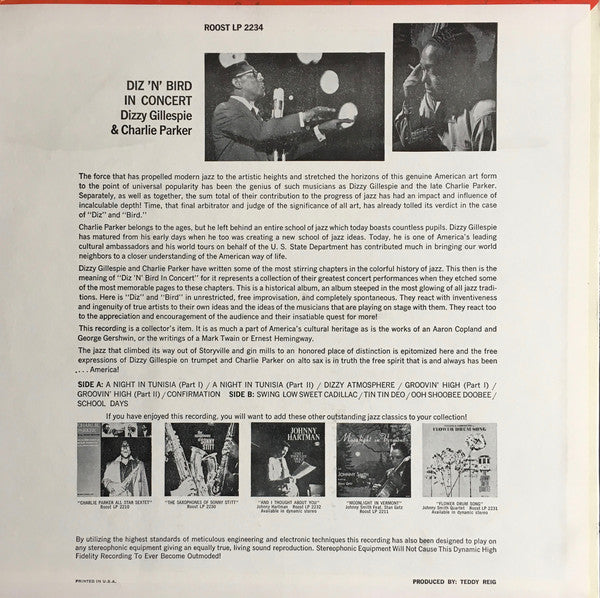 ROOST LP 2234
DIZ 'N' BIRD
IN CONCERT
Dizzy Gillespie
& Charlie Parker
The force that has propelled modern jazz to the artistic heights and stretched the horizons of this genuine American art form
to the point of universal popularity has been the genius of such musicians as Dizzy Gillespie and the late Charlie Parker.
Separately, as well as together, the sum total of their contribution to the progress of jazz has had an impact and influence of
incalculable depth! Time, that final arbitrator and judge of the significance of all art, has already tolled its verdict in the case
of "Diz" and "Bird."
Charlie Parker belongs to the ages, but he left behind an entire school of jazz which today boasts countless pupils. Dizzy Gillespie
has matured from his early days when he too was creating a new school of jazz ideas. Today, he is one of America's leading
cultural ambassadors and his world tours on behalf of the U. S. State Department has contributed much in bringing our world
neighbors to a closer understanding of the American way of life.
Dizzy Gillespie and Charlie Parker have written some of the most stirring chapters in the colorful history of jazz. This then is the
meaning of "Diz 'N' Bird In Concert" for it represents a collection of their greatest concert performances when they etched some
of the most memorable pages to these chapters. This is a historical album, an album steeped in the most glowing of all jazz tradi-
tions. Here is "Diz" and "Bird" in unrestricted, free improvisation, and completely spontaneous. They react with inventiveness
and ingenuity of true artists to their own ideas and the ideas of the musicians that are playing on stage with them. They react too
to the appreciation and encouragement of the audience and their insatiable quest for more!
This recording is a collector's item. It is as much a part of America's cultural heritage as is the works of an Aaron Copland and
George Gershwin, or the writings of a Mark Twain or Ernest Hemingway.
The jazz that climbed its way out of Storyville and gin mills to an honored place of distinction is epitomized here and the free
expressions of Dizzy Gillespie on trumpet and Charlie Parker on alto sax is in truth the free spirit that is and always has been
.... America!
SIDE A: A NIGHT IN TUNISIA (Part I) / A NIGHT IN TUNISIA (Part II) / DIZZY ATMOSPHERE / GROOVIN' HIGH (Part I) /
GROOVIN' HIGH (Part II) / CONFIRMATION SIDE B: SWING LOW SWEET CADILLAC / TIN TIN DEO / OOH SHOOBEE DOOBEE /
SCHOOL DAYS
If you have enjoyed this recording, you will want to add these other outstanding jazz classics to your collection!
CHARLIE PARKER
JOHNNY HARTMAN
Moonlight in Vermont
JOHNNY SMITH
FLOWER DRUM SONG
"CHARLIE PARKER ALL STAR SEXTET"
Roost LP 2210
"THE SAXOPHONES OF SONNY STITT"
Roost LP 2230
"AND I THOUGHT ABOUT YOU"
Johnny Hartman Roost LP 2232
Available in dynamic stereo
"MOONLIGHT IN VERMONT"
Johnny Smith Feat. Stan Getz
Roost LP 2211
"FLOWER DRUM SONG"
Johnny Smith Quartet Roost LP 2231
Available in dynamic stereo
By utilizing the highest standards of meticulous engineering and electronic techniques this recording has also been designed to play on
any stereophonic equipment giving an equally true, living sound reproduction. Stereophonic Equipment Will Not Cause This Dynamic High
Fidelity Recording To Ever Become Outmoded!
PRINTED IN U.S.A.
PRODUCED BY: TEDDY REIG